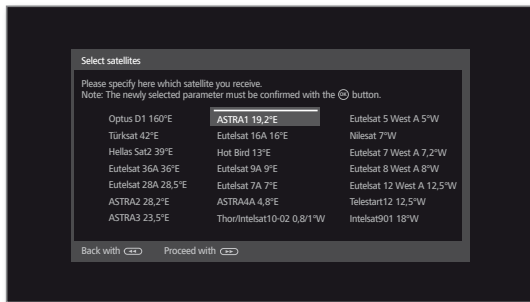 Select satellites
Please specify here which satellite you receive.
Note: The newly selected parameter must be confirmed with the OK button.
Optus D1 160°E
Türksat 42°E
Hellas Sat2 39°E
Eutelsat 36A 36°E
Eutelsat 28A 28,5°E
ASTRA2 28,2°E
ASTRA3 23,5°E
ASTRA1 19,2°E
Eutelsat 16A 16°E
Hot Bird 13°E
Eutelsat 9A 9°E
Eutelsat 7A 7°E
ASTRA4A 4,8°E
Thor/Intelsat10-02 0,8/1°W
Eutelsat 5 West A 5°W
Nilesat 7°W
Eutelsat 7 West A 7,2°W
Eutelsat 8 West A 8°W
Eutelsat 12 West A 12,5°W
Telestart12 12,5°W
Intelsat901 18°W
Back with Proceed with